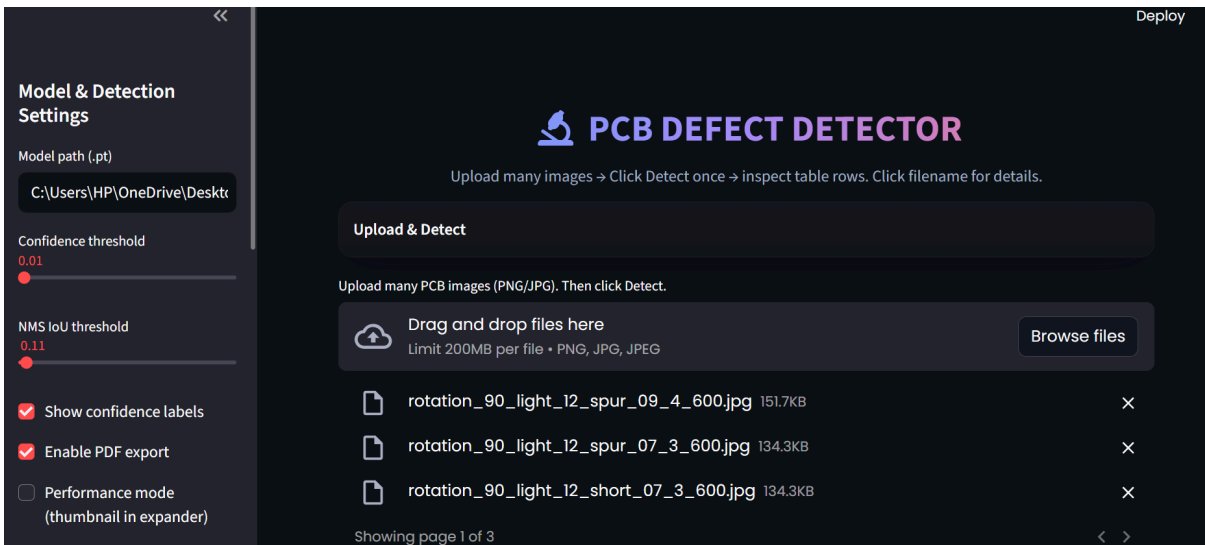 Deploy
Model & Detection
Settings
Model path (.pt)
C:\Users\HP\OneDrive\Deskto
Confidence threshold
0.01
NMS IoU threshold
0.11
Show confidence labels
Enable PDF export
Performance mode
(thumbnail in expander)
PCB DEFECT DETECTOR
Upload many images → Click Detect once → inspect table rows. Click filename for details.
Upload & Detect
Upload many PCB images (PNG/JPG). Then click Detect.
Drag and drop files here
Limit 200MB per file • PNG, JPG, JPEG
Browse files
rotation_90_light_12_spur_09_4_600.jpg 151.7KB
rotation_90_light_12_spur_07_3_600.jpg 134.3KB
rotation_90_light_12_short_07_3_600.jpg 134.3KB
Showing page 1 of 3